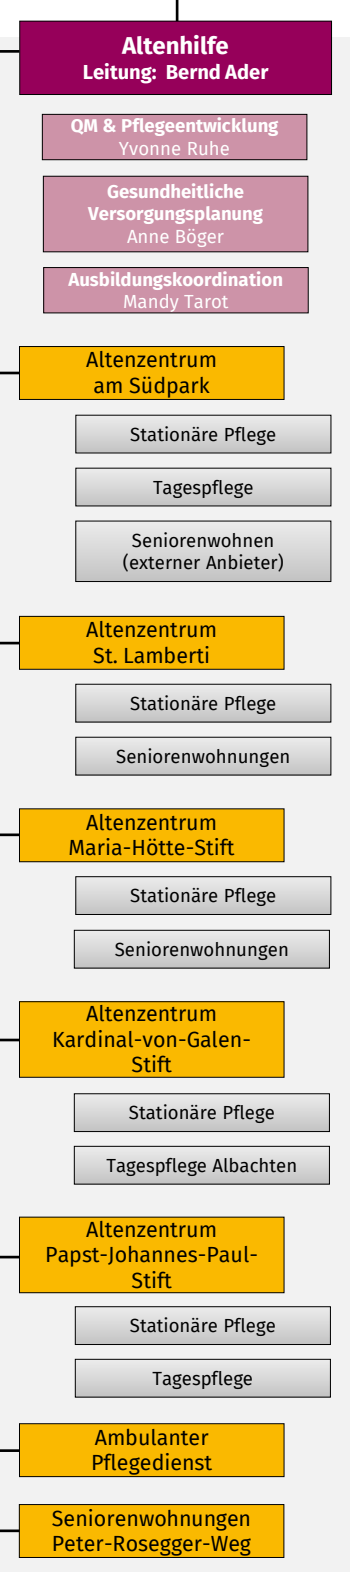 Altenhilfe
Leitung: Bernd Ader
QM & Pflegeentwicklung
Yvonne Ruhe
Gesundheitliche
Versorgungsplanung
Anne Böger
Ausbildungskoordination
Mandy Tarot
Altenzentrum
am Südpark
Stationäre Pflege
Tagespflege
Seniorenwohnen
(externer Anbieter)
Altenzentrum
St. Lamberti
Stationäre Pflege
Seniorenwohnungen
Altenzentrum
Maria-Hötte-Stift
Stationäre Pflege
Seniorenwohnungen
Altenzentrum
Kardinal-von-Galen-
Stift
Stationäre Pflege
Tagespflege Albachten
Altenzentrum
Papst-Johannes-Paul-
Stift
Stationäre Pflege
Tagespflege
Ambulanter
Pflegedienst
Seniorenwohnungen
Peter-Rosegger-Weg